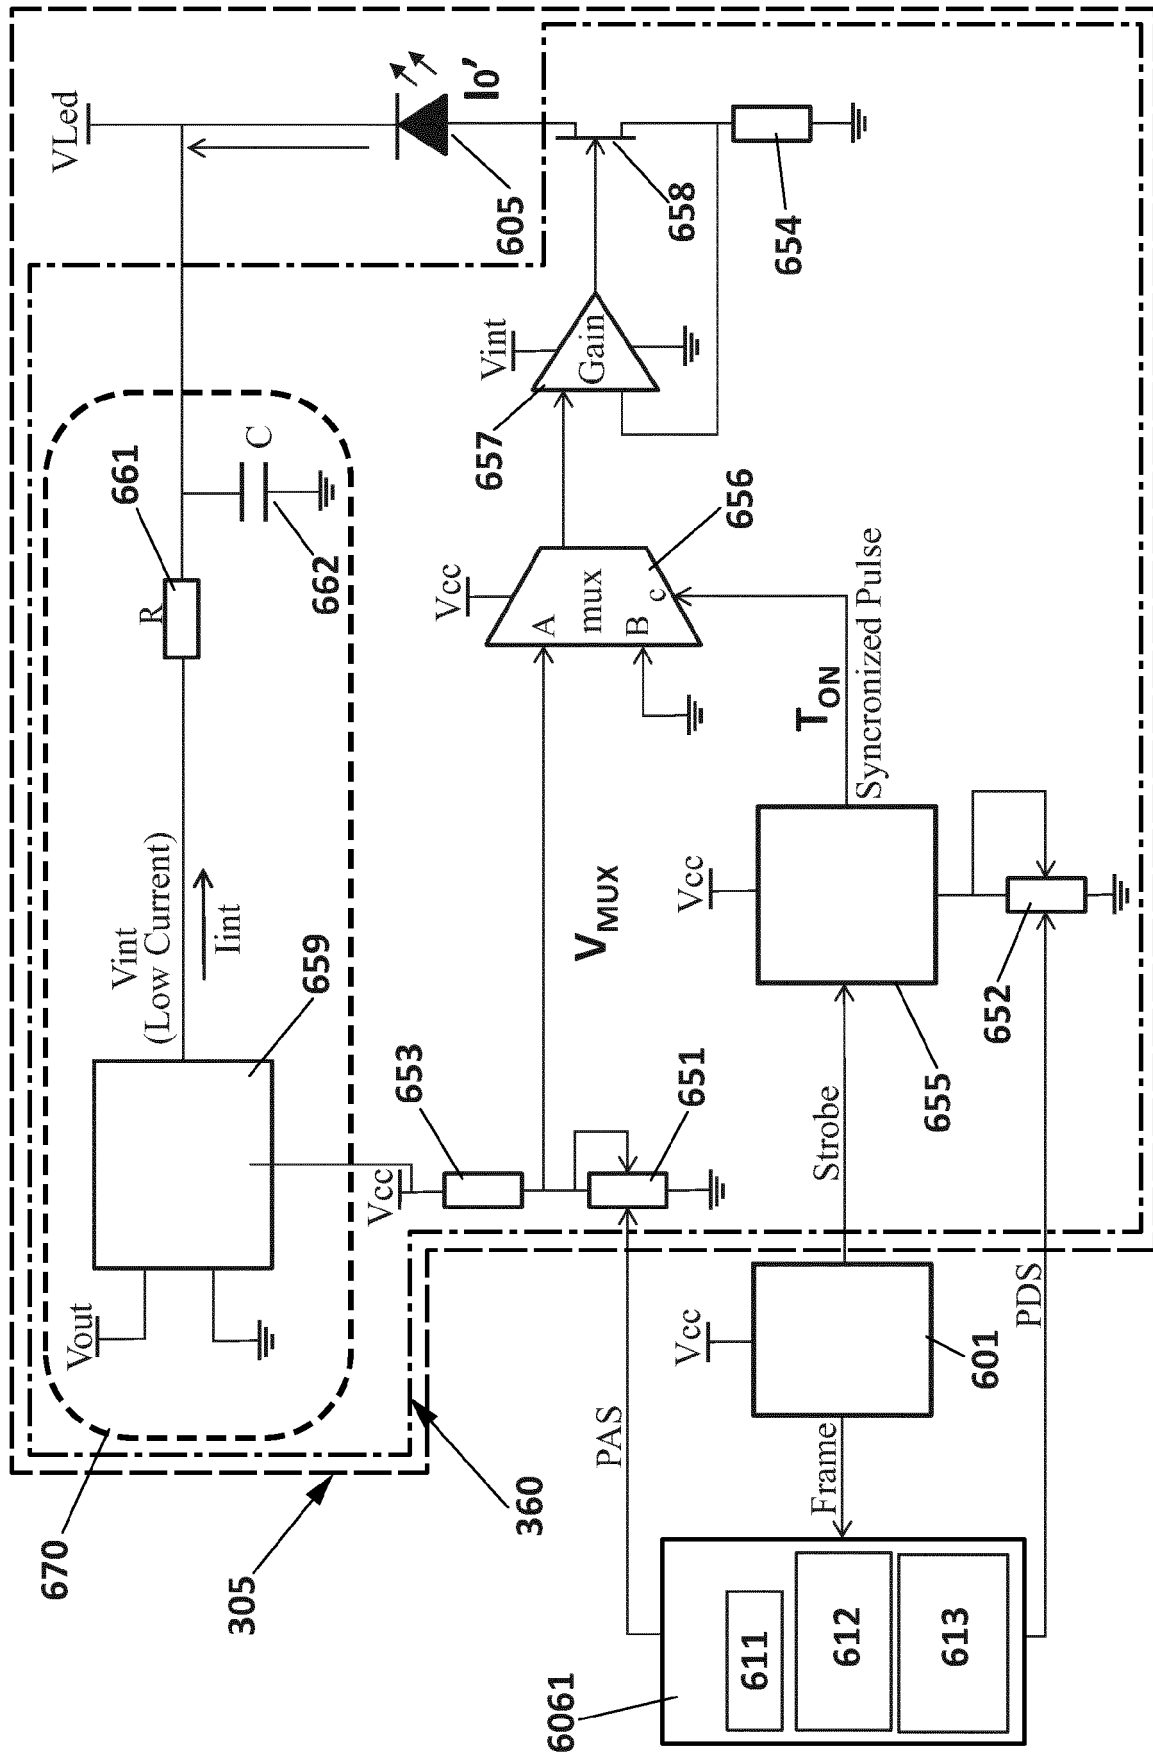 670
305
360
Vout
659
Vint
(Low Current)
Iint
R
661
662
C
VLed
605
Io'
658
654
Vcc
653
651
VMUX
Vcc
A
mux
B
c
656
657
Vint
Gain
TON
Syncronized Pulse
Vcc
655
652
Strobe
PAS
Vcc
601
PDS
Frame
6061
611
612
613